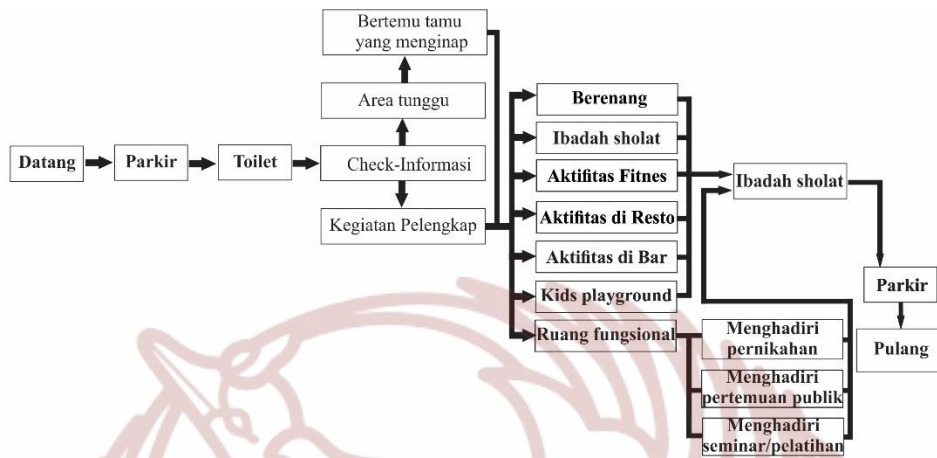 Bertemu tamu
yang menginap
Area tunggu
Datang
Parkir
Toilet
Check-Informasi
Kegiatan Pelengkap
Berenang
Ibadah sholat
Aktifitas Fitnes
Aktifitas di Resto
Aktifitas di Bar
Kids playground
Ruang fungsional
Menghadiri
pernikahan
Menghadiri
pertemuan publik
Menghadiri
seminar/pelatihan
Ibadah sholat
Parkir
Pulang